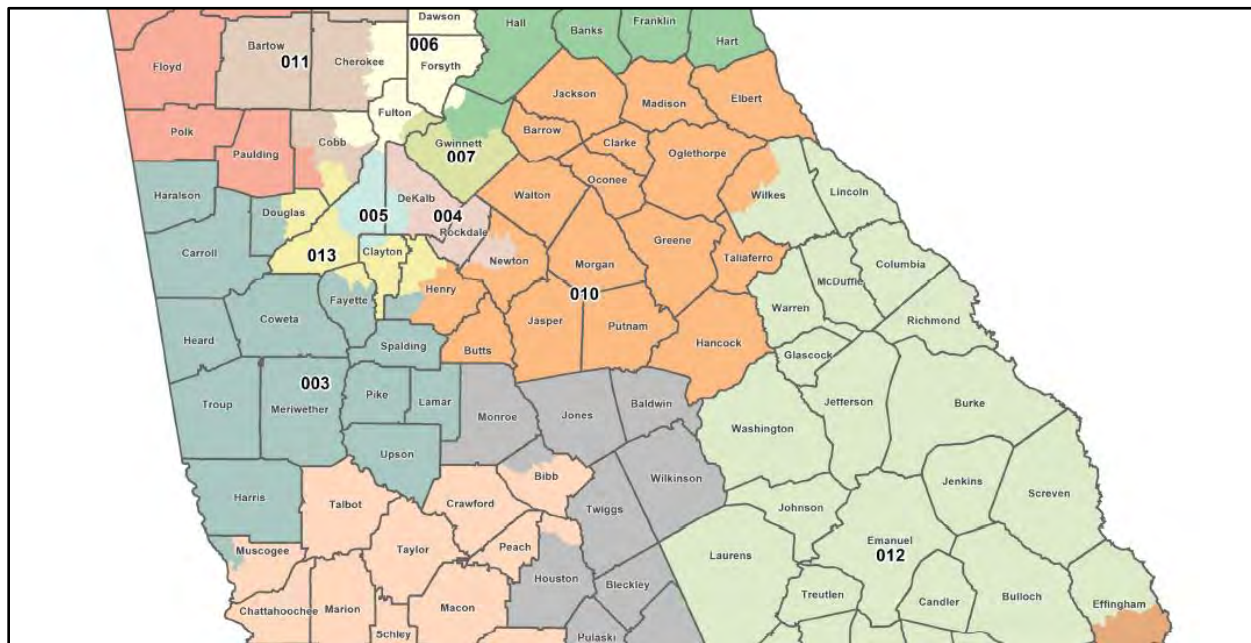 Dawson
Hall
Banks
Franklin
Hart
006
Bartow
011
Cherokee
Forsyth
Floyd
Jackson
Madison
Elbert
Fulton
Polk
Cobb
Gwinnett
007
Barrow
Clarke
Oglethorpe
Paulding
Oconee
Haralson
Douglas
DeKalb
Walton
Wilkes
Lincoln
005
004
Rockdale
Greene
Carroll
013
Clayton
Newton
Morgan
Taliaferro
Columbia
McDuffie
010
Henry
Fayette
Warren
Coweta
Jasper
Putnam
Richmond
Heard
Spalding
Butts
Hancock
Glascock
003
Troup
Meriwether
Pike
Lamar
Monroe
Jones
Baldwin
Jefferson
Burke
Washington
Upson
Harris
Talbot
Crawford
Bibb
Wilkinson
Jenkins
Screven
Twiggs
Johnson
Muscogee
Taylor
Peach
Laurens
Emanuel
012
Houston
Bleckley
Treutlen
Candler
Bulloch
Effingham
Chattahoochee
Marion
Macon
Schley
Pulaski